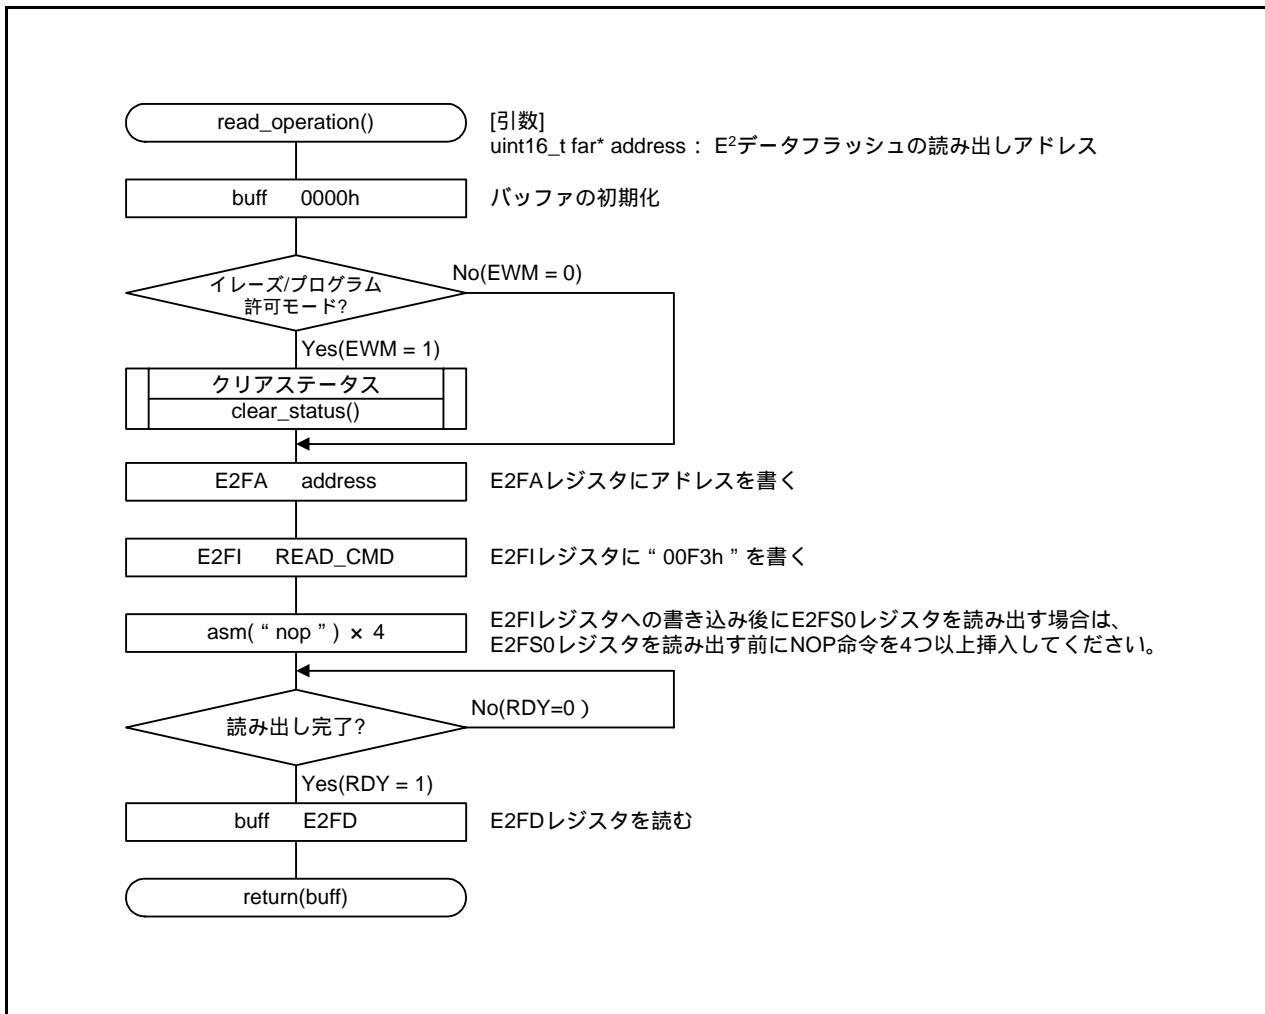 read_operation()
[引数]
uint16_t far* address : E²データフラッシュの読み出しアドレス
buff 0000h
バッファの初期化
イレーズ/プログラム
許可モード?
No(EWM = 0)
Yes(EWM = 1)
クリアステータス
clear_status()
E2FA address
E2FAレジスタにアドレスを書く
E2FI READ_CMD
E2FIレジスタに“00F3h”を書く
asm(“nop”) × 4
E2FIレジスタへの書き込み後にE2FS0レジスタを読み出す場合は、
E2FS0レジスタを読み出す前にNOP命令を4つ以上挿入してください。
読み出し完了?
No(RDY=0 )
Yes(RDY = 1)
buff E2FD
E2FDレジスタを読む
return(buff)